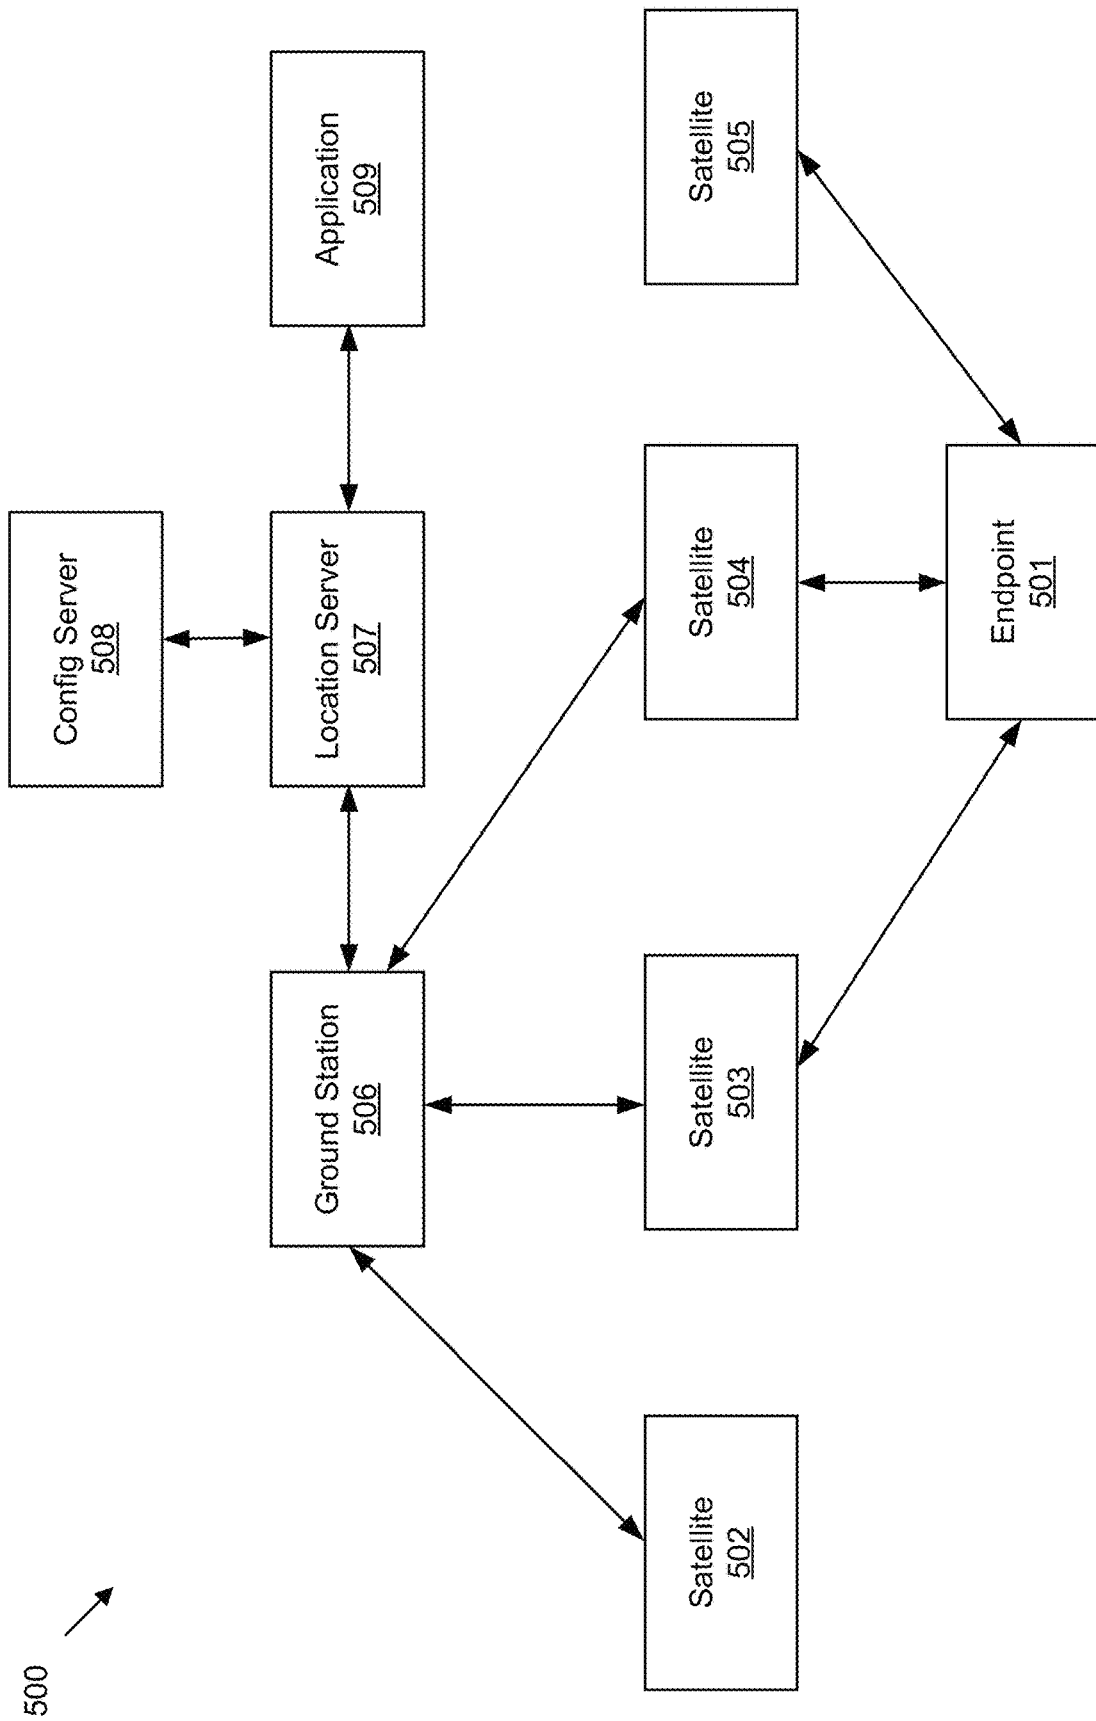 500
Config Server
508
Ground Station
506
Location Server
507
Application
509
Satellite
502
Satellite
503
Satellite
504
Satellite
505
Endpoint
501